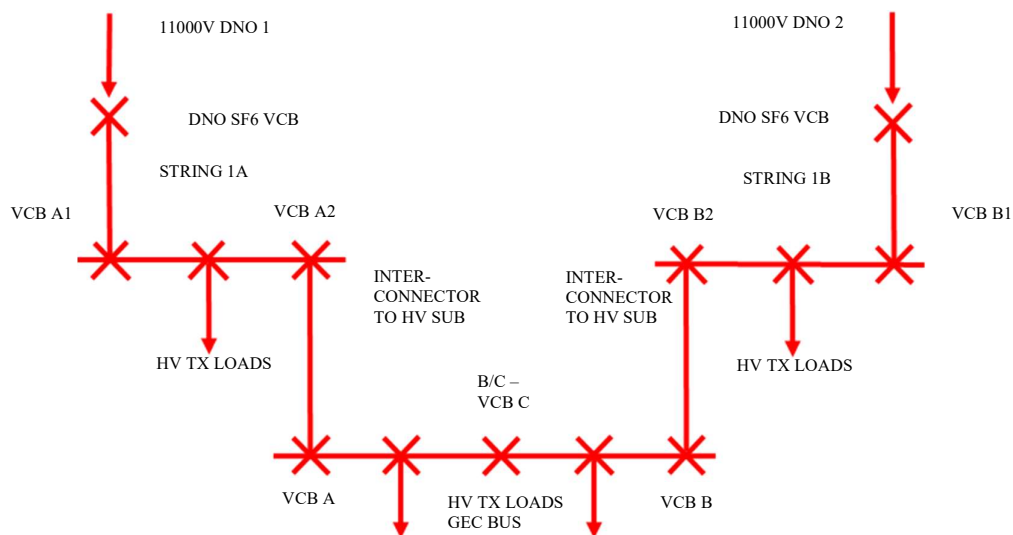 11000V DNO 1
11000V DNO 2
DNO SF6 VCB
DNO SF6 VCB
STRING 1A
STRING 1B
VCB A1
VCB A2
VCB B2
VCB B1
INTER-
CONNECTOR
TO HV SUB
INTER-
CONNECTOR
TO HV SUB
HV TX LOADS
HV TX LOADS
B/C –
VCB C
VCB A
HV TX LOADS
GEC BUS
VCB B